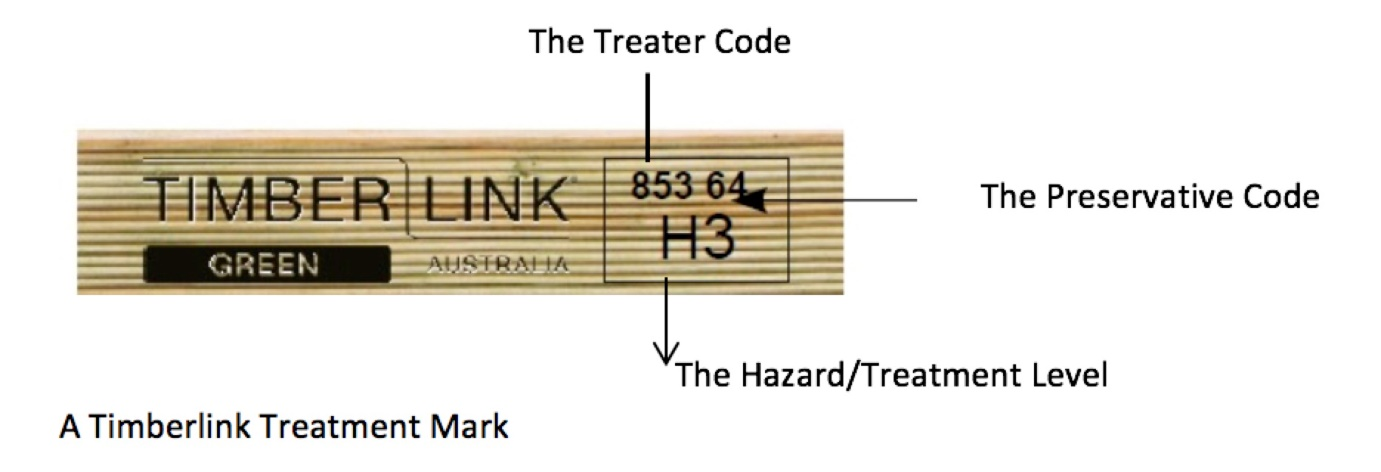 The Treater Code
TIMBER LINK
GREEN AUSTRALIA
853 64
H3
The Preservative Code
The Hazard/Treatment Level
A Timberlink Treatment Mark